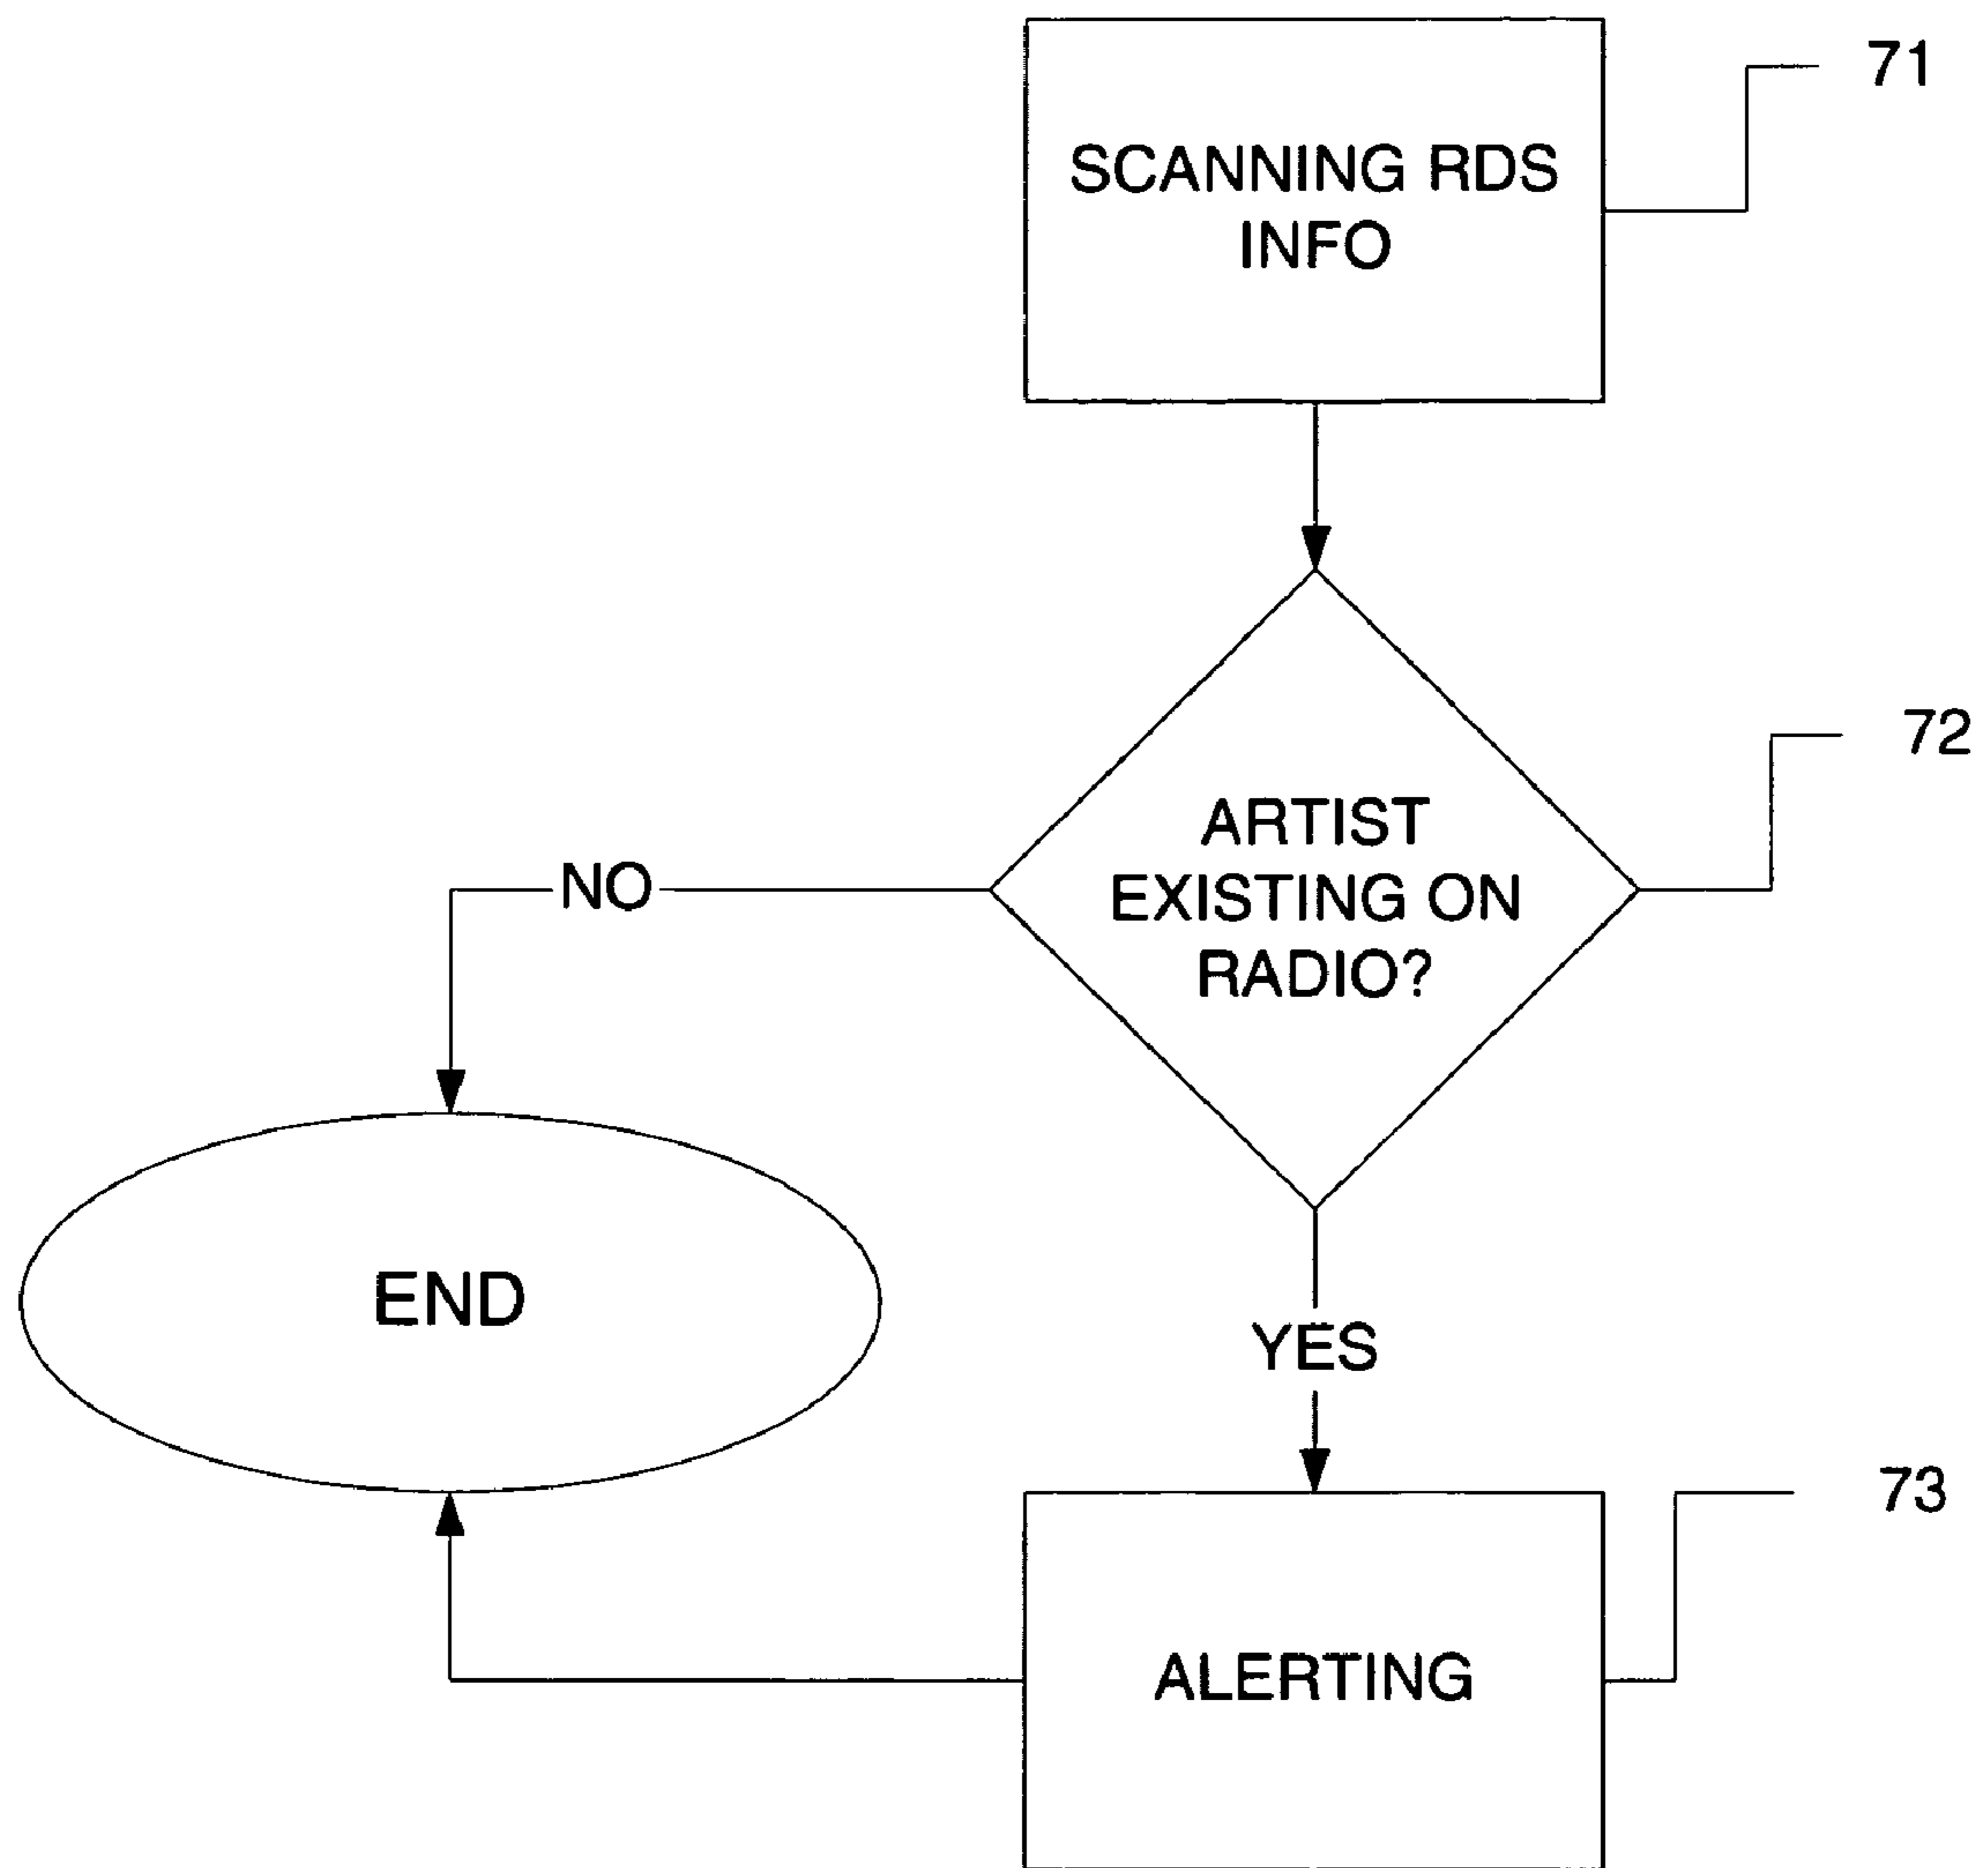 71
SCANNING RDS
INFO
72
ARTIST
EXISTING ON
RADIO?
NO
END
YES
73
ALERTING